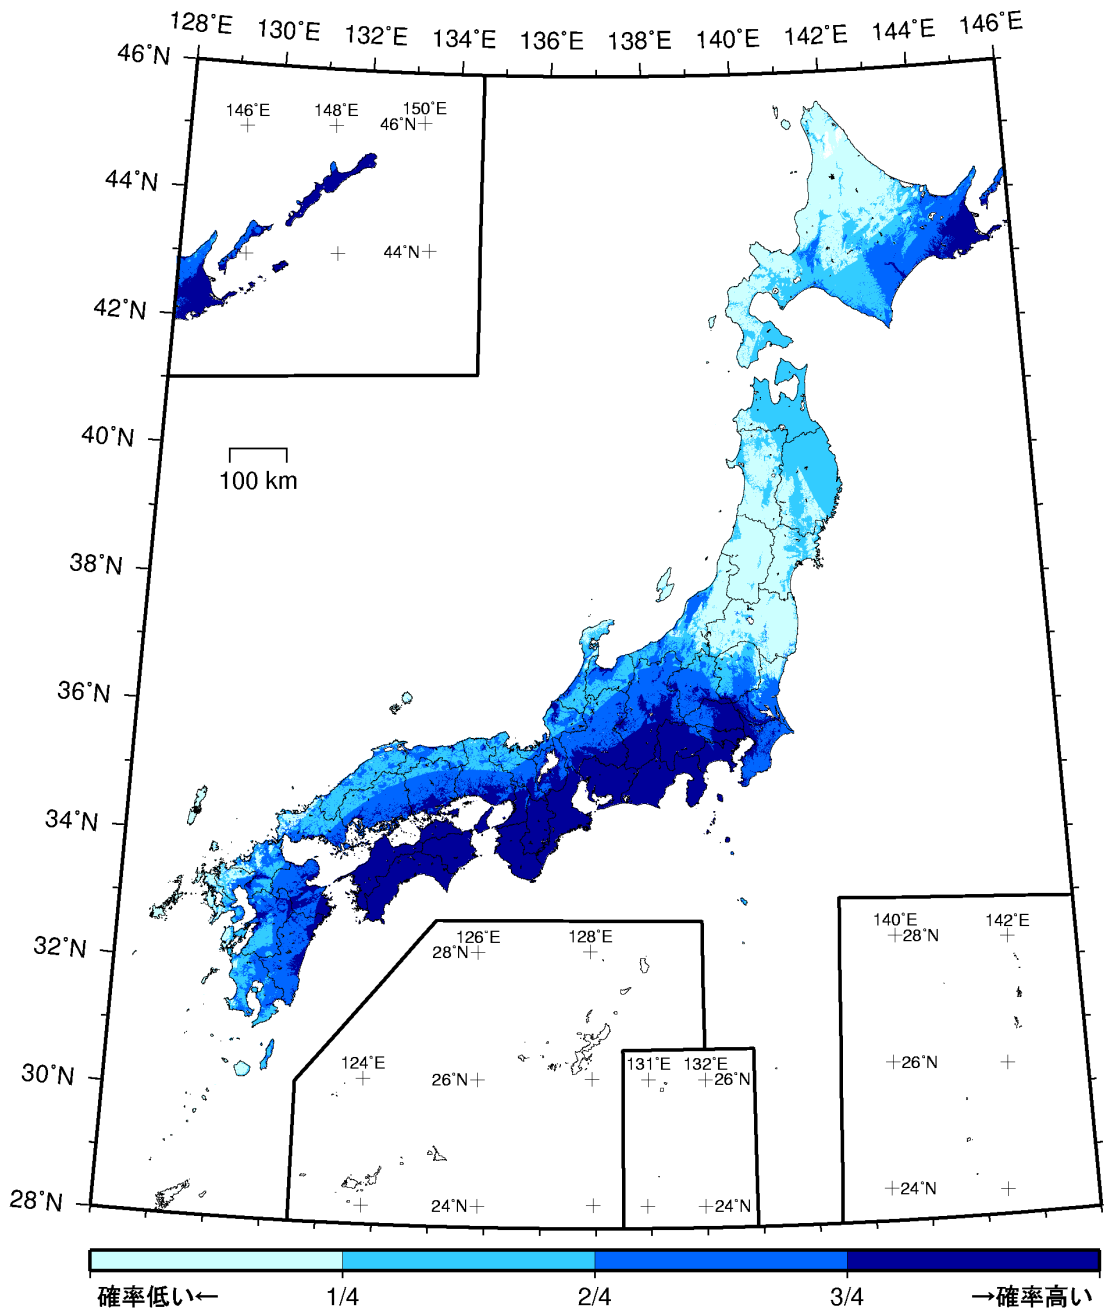 128°E 130°E 132°E 134°E 136°E 138°E 140°E 142°E 144°E 146°E
46°N
146°E 148°E 150°E
46°N
44°N
44°N
42°N
40°N
100 km
38°N
36°N
34°N
32°N
126°E 128°E
28°N
140°E 142°E
28°N
124°E
131°E 132°E
26°N
26°N
26°N
30°N
24°N
24°N
24°N
28°N
確率低い← 1/4 2/4 3/4 →確率高い